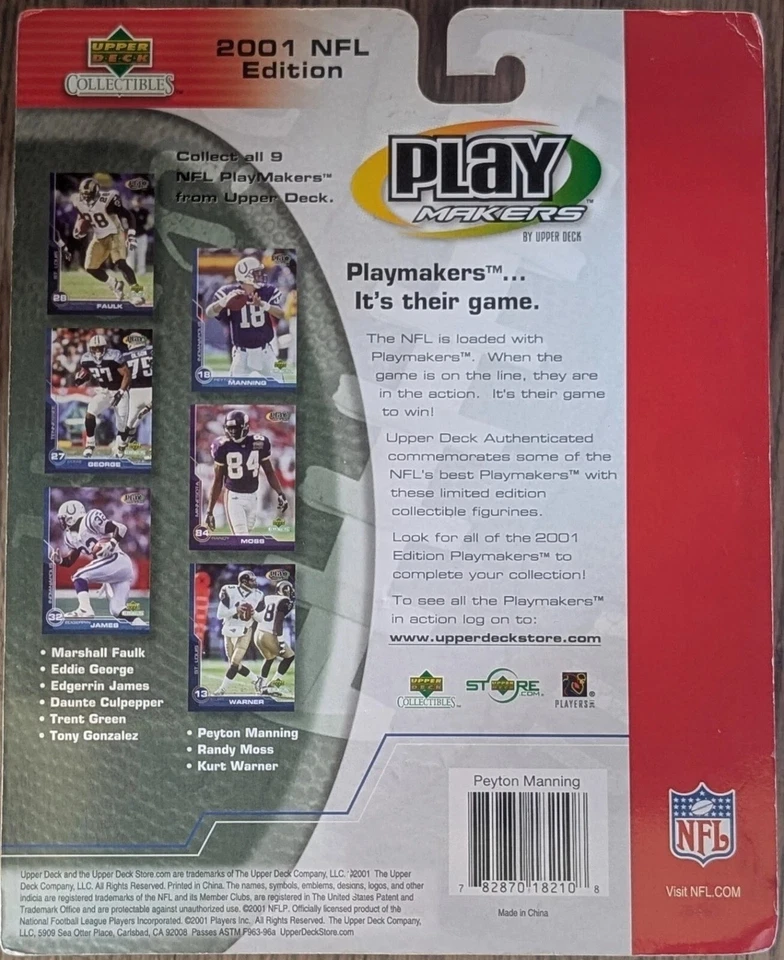 UPPER
DECK
COLLECTIBLES™
2001 NFL
Edition
Collect all 9
NFL PlayMakers™
from Upper Deck.
PLAY
MAKERS™
BY UPPER DECK
28
FAULK
18
MANNING
27
GEORGE
84
MOSS
32
JAMES
13
WARNER
• Marshall Faulk
• Eddie George
• Edgerrin James
• Daunte Culpepper
• Trent Green
• Tony Gonzalez
• Peyton Manning
• Randy Moss
• Kurt Warner
Playmakers™...
It's their game.
The NFL is loaded with
Playmakers™. When the
game is on the line, they are
in the action. It's their game
to win!
Upper Deck Authenticated
commemorates some of the
NFL's best Playmakers™ with
these limited edition
collectible figurines.
Look for all of the 2001
Edition Playmakers™ to
complete your collection!
To see all the Playmakers™
in action log on to:
www.upperdeckstore.com
UPPER
DECK
COLLECTIBLES™
STORE
.COM
PLAYERS INC
Peyton Manning
7 82870 18210 8
Made in China
NFL
Visit NFL.COM
Upper Deck and the Upper Deck Store.com are trademarks of The Upper Deck Company, LLC. ©2001 The Upper
Deck Company, LLC. All Rights Reserved. Printed in China. The names, symbols, emblems, designs, logos, and other
indicia are registered trademarks of the NFL and its Member Clubs, are registered in The United States Patent and
Trademark Office and are protectable against unauthorized use. ©2001 NFLP. Officially licensed product of the
National Football League Players Incorporated. ©2001 Players Inc. All Rights Reserved. The Upper Deck Company,
LLC, 5909 Sea Otter Place, Carlsbad, CA 92008 Passes ASTM F963-96a UpperDeckStore.com